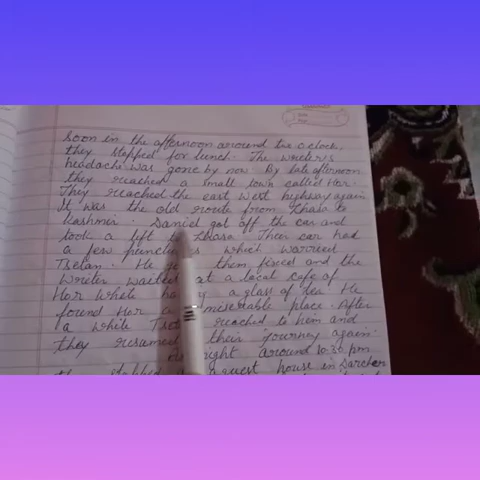 Soon in the afternoon around two o clock,
they stopped for lunch. The writer's
headache was gone by now. By late afternoon
they reached a small town called Hor.
They reached the east west highway again
It was the old route from Lhasa to
Kashmir. Daniel got off the car and
took a lift to Lhasa. Their car had
a few punctures which worried
Tsetan. He them fixed and the
writer waited at a local cafe of
Hor while a glass of tea. He
found Hor a miserable place. After
a while reached to him and
they resumed their journey again.
night around 10:30 pm
guest house in Darchen